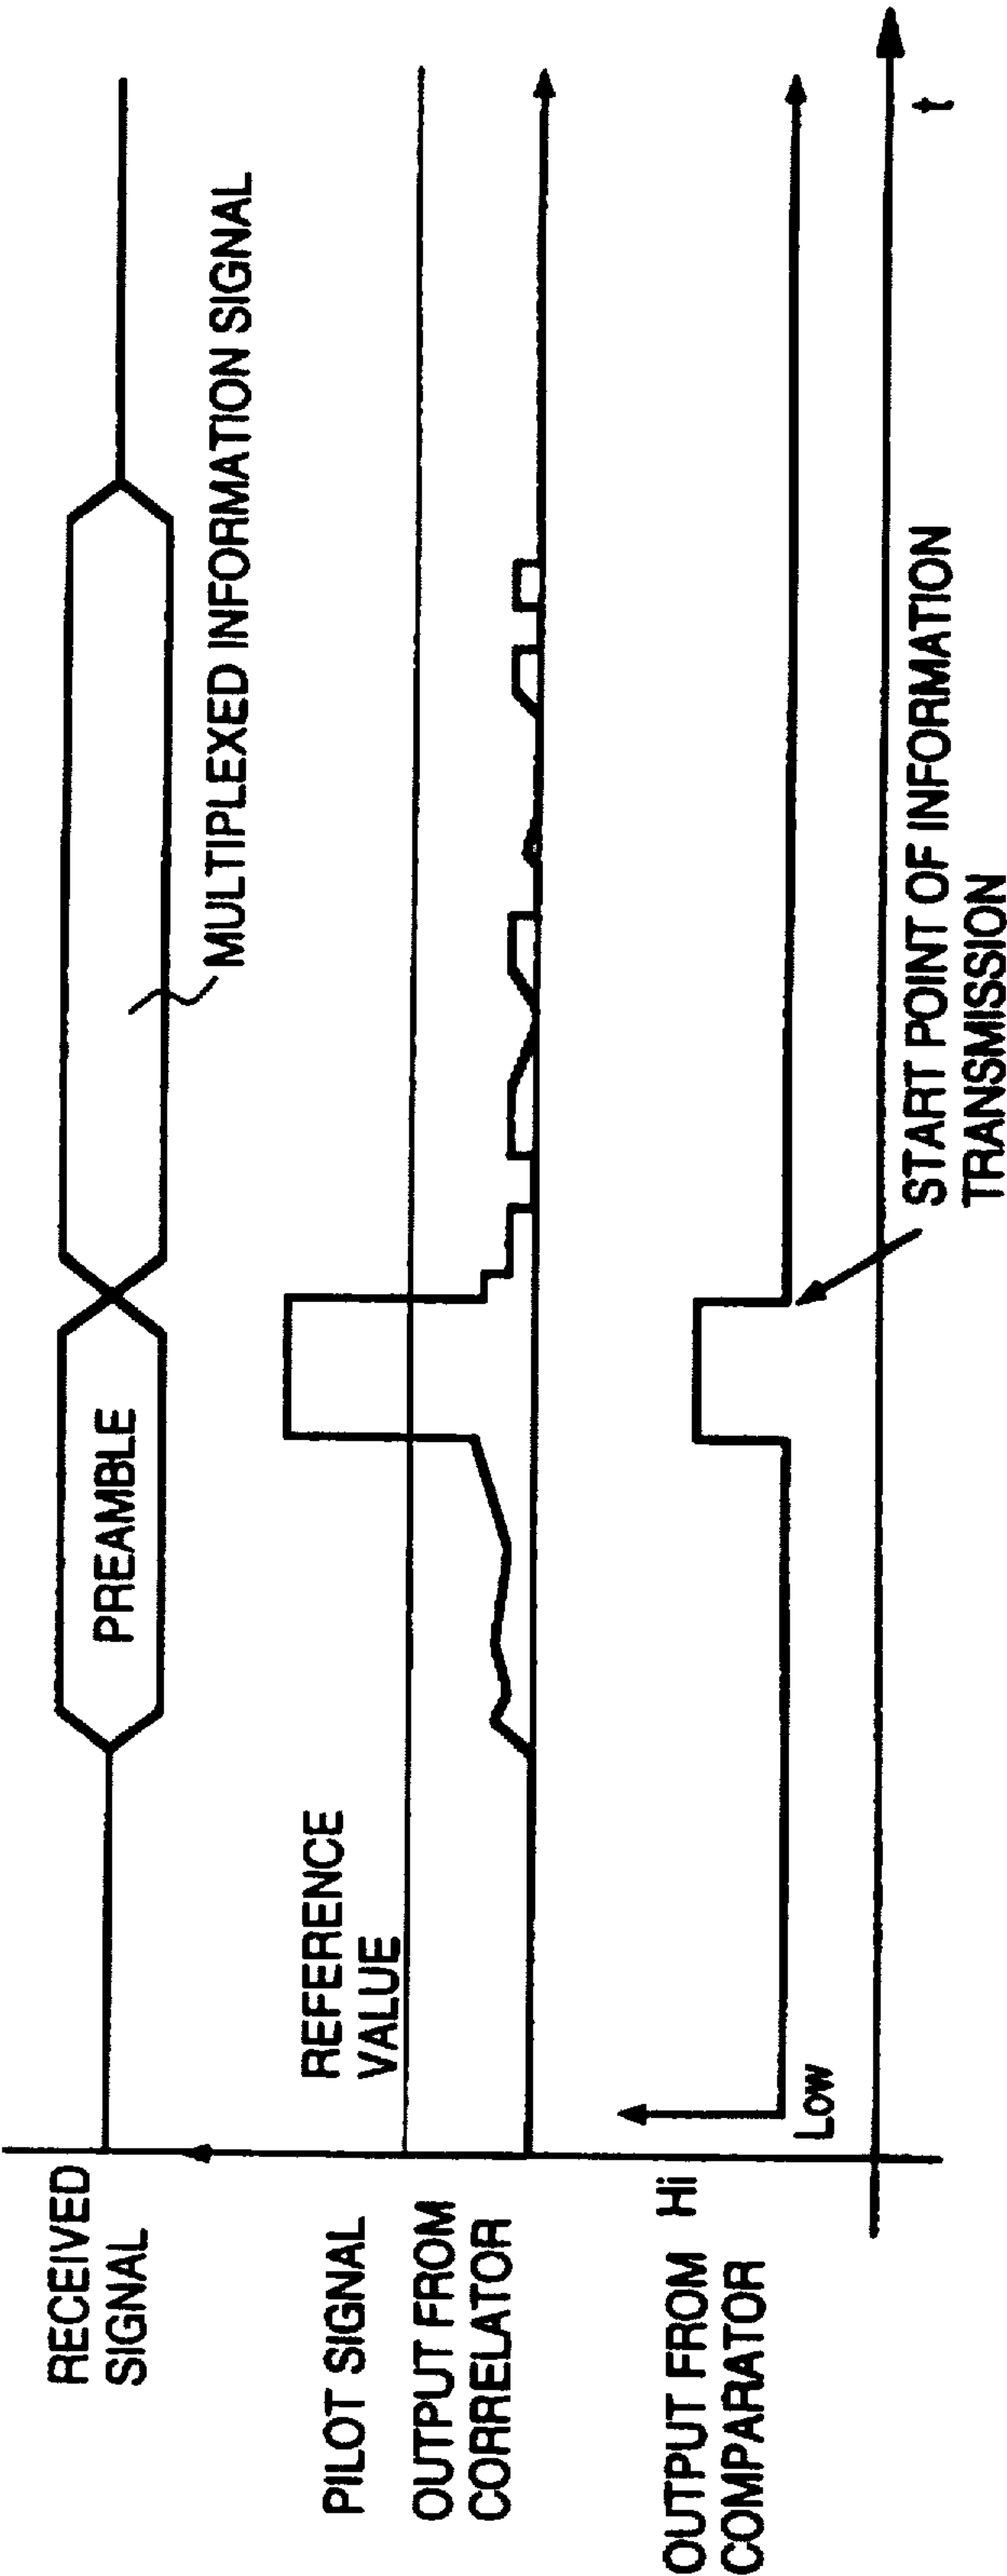 RECEIVED
SIGNAL
PREAMBLE
MULTIPLEXED INFORMATION SIGNAL
PILOT SIGNAL
REFERENCE
VALUE
OUTPUT FROM
CORRELATOR
OUTPUT FROM
COMPARATOR
Hi
Low
START POINT OF INFORMATION
TRANSMISSION
t